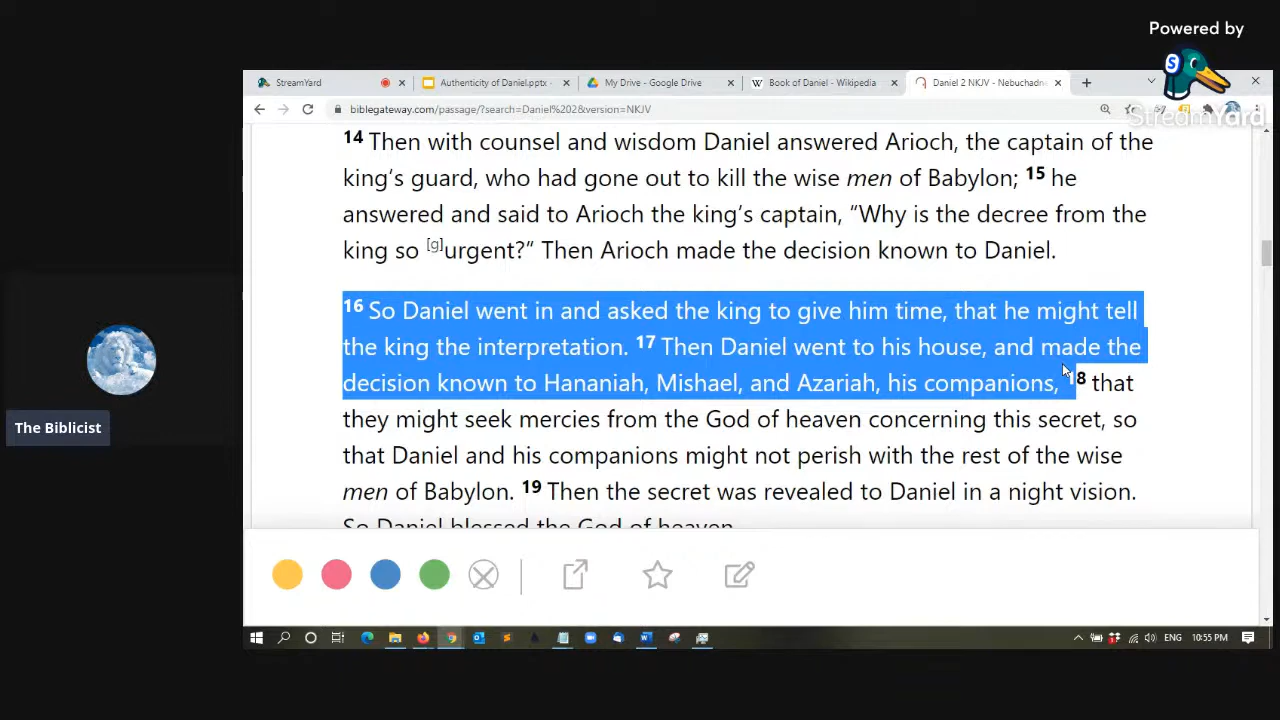 Powered by
S
StreamYard
StreamYard
Authencity of Daniel.pptx -
My Drive - Google Drive
W
Book of Daniel - Wikipedia
Daniel 2 NKJV - Nebuchadn
biblegateway.com/passage/?search=Daniel%202&version=NKJV
14 Then with counsel and wisdom Daniel answered Arioch, the captain of the
king’s guard, who had gone out to kill the wise men of Babylon; 15 he
answered and said to Arioch the king’s captain, “Why is the decree from the
king so [g]urgent?” Then Arioch made the decision known to Daniel.
16 So Daniel went in and asked the king to give him time, that he might tell
the king the interpretation. 17 Then Daniel went to his house, and made the
decision known to Hananiah, Mishael, and Azariah, his companions, 18 that
they might seek mercies from the God of heaven concerning this secret, so
that Daniel and his companions might not perish with the rest of the wise
men of Babylon. 19 Then the secret was revealed to Daniel in a night vision.
So Daniel blessed the God of heaven.
The Biblicist
ENG
10:55 PM